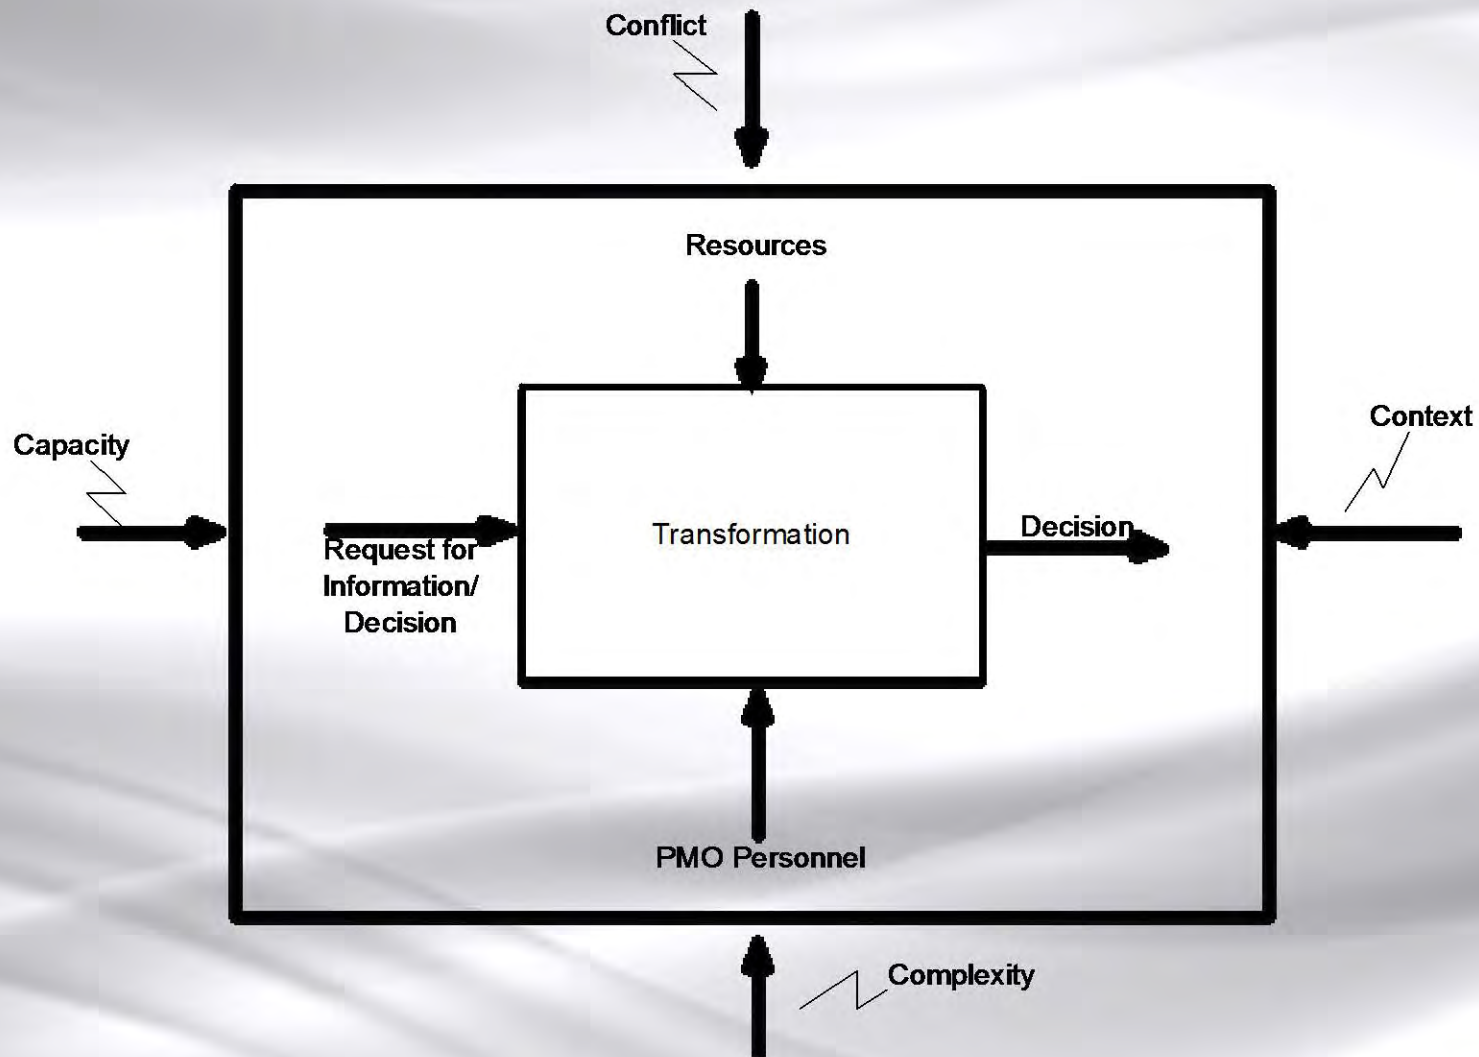 Conflict
Resources
Capacity
Context
Transformation
Decision
Request for
Information/
Decision
PMO Personnel
Complexity